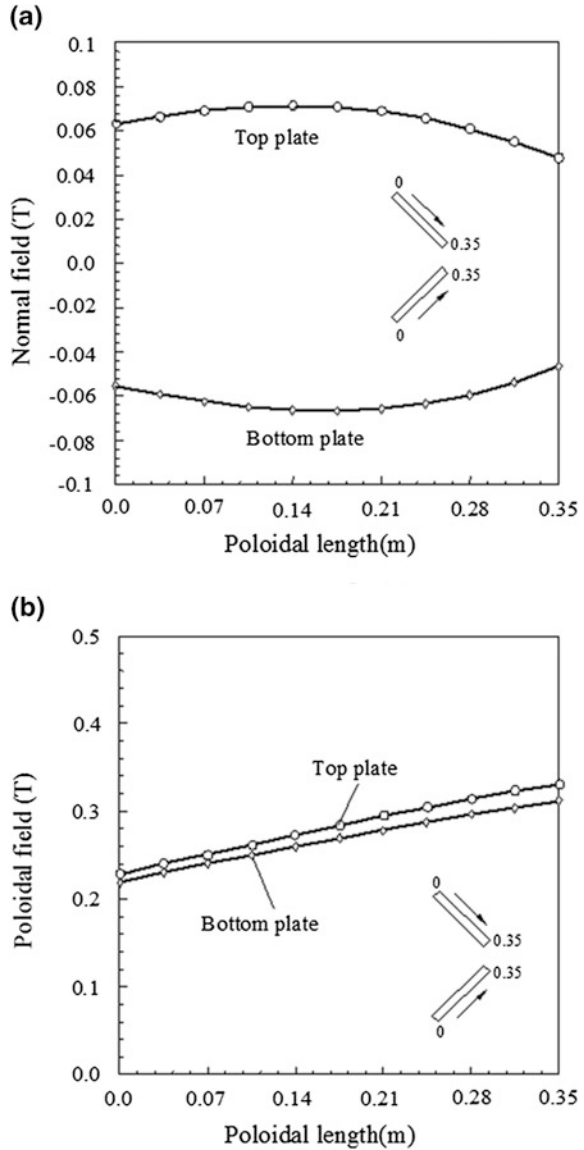 (a)
0.1
0.08
0.06
0.04
0.02
0.0
-0.02
-0.04
-0.06
-0.08
-0.1
Normal field (T)
Top plate
0
0.35
0.35
0
Bottom plate
0.0 0.07 0.14 0.21 0.28 0.35
Poloidal length(m)
(b)
0.5
0.4
0.3
0.2
0.1
0.0
Poloidal field (T)
Top plate
Bottom plate
0
0.35
0.35
0
0.0 0.07 0.14 0.21 0.28 0.35
Poloidal length(m)